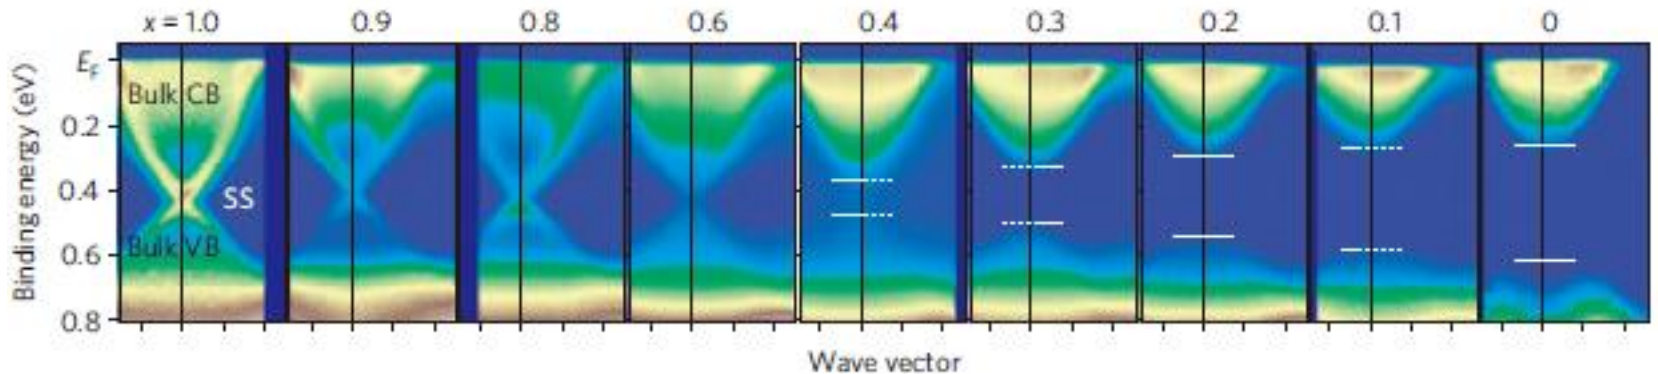 x = 1.0 0.9 0.8 0.6 0.4 0.3 0.2 0.1 0
E_F
Bulk CB
0.2
0.4
SS
Bulk VB
0.6
0.8
Binding energy (eV)
Wave vector